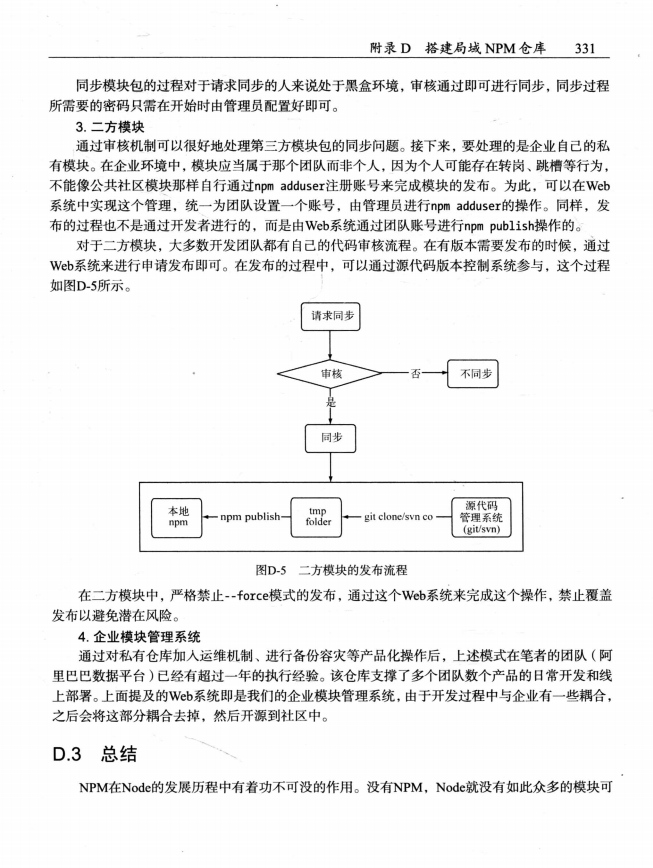 附录 D 搭建局域 NPM 仓库 331
同步模块包的过程对于请求同步的人来说处于黑盒环境，审核通过即可进行同步，同步过程
所需要的密码只需在开始时由管理员配置好即可。
3. 二方模块
通过审核机制可以很好地处理第三方模块包的同步问题。接下来，要处理的是企业自己的私
有模块。在企业环境中，模块应当属于那个团队而非个人，因为个人可能存在转岗、跳槽等行为，
不能像公共社区模块那样自行通过npm adduser注册账号来完成模块的发布。为此，可以在Web
系统中实现这个管理，统一为团队设置一个账号，由管理员进行npm adduser的操作。同样，发
布的过程也不是通过开发者进行的，而是由Web系统通过团队账号进行npm publish操作的。
对于二方模块，大多数开发团队都有自己的代码审核流程。在有版本需要发布的时候，通过
Web系统来进行申请发布即可。在发布的过程中，可以通过源代码版本控制系统参与，这个过程
如图D-5所示。
请求同步
审核
否
不同步
是
同步
本地
npm
npm publish
tmp
folder
git clone/svn co
源代码
管理系统
(git/svn)
图D-5 二方模块的发布流程
在二方模块中，严格禁止--force模式的发布，通过这个Web系统来完成这个操作，禁止覆盖
发布以避免潜在风险。
4. 企业模块管理系统
通过对私有仓库加入运维机制、进行备份容灾等产品化操作后，上述模式在笔者的团队（阿
里巴巴数据平台）已经有超过一年的执行经验。该仓库支撑了多个团队数个产品的日常开发和线
上部署。上面提及的Web系统即是我们的企业模块管理系统，由于开发过程中与企业有一些耦合，
之后会将这部分耦合去掉，然后开源到社区中。
D.3 总结
NPM在Node的发展历程中有着功不可没的作用。没有NPM，Node就没有如此众多的模块可